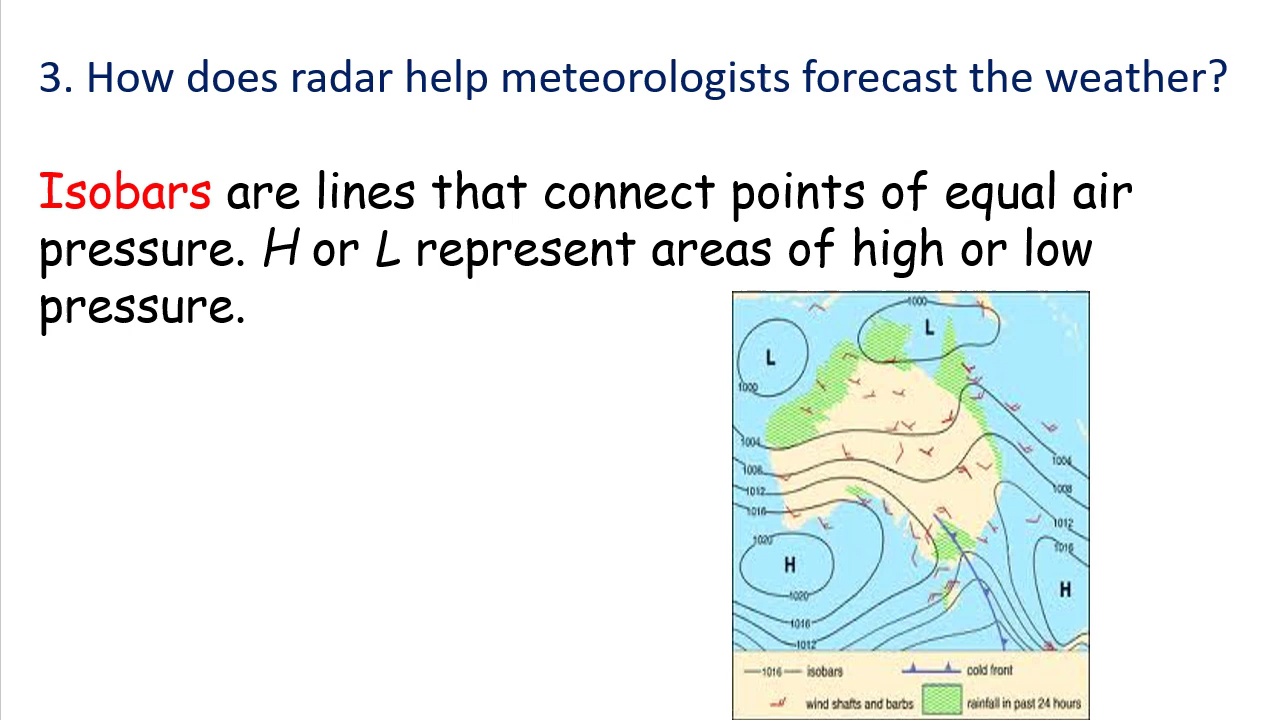 3. How does radar help meteorologists forecast the weather?
Isobars are lines that connect points of equal air
pressure. H or L represent areas of high or low
pressure.
1000
L
L
1000
1004
1004
1008
1008
1012
1012
1016
1016
1020
H
H
1020
1016
1012
1016 isobars
cold front
wind shafts and barbs
rainfall in past 24 hours